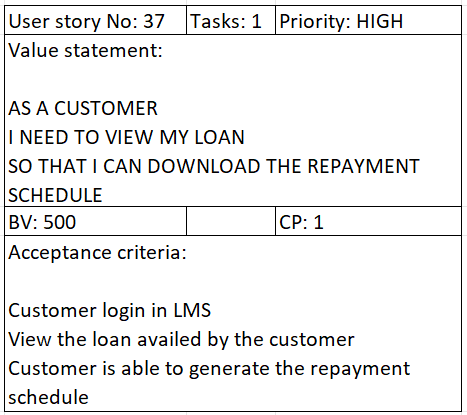 User story No: 37 Tasks: 1 Priority: HIGH
Value statement:
AS A CUSTOMER
I NEED TO VIEW MY LOAN
SO THAT I CAN DOWNLOAD THE REPAYMENT
SCHEDULE
BV: 500 CP: 1
Acceptance criteria:
Customer login in LMS
View the loan availed by the customer
Customer is able to generate the repayment
schedule